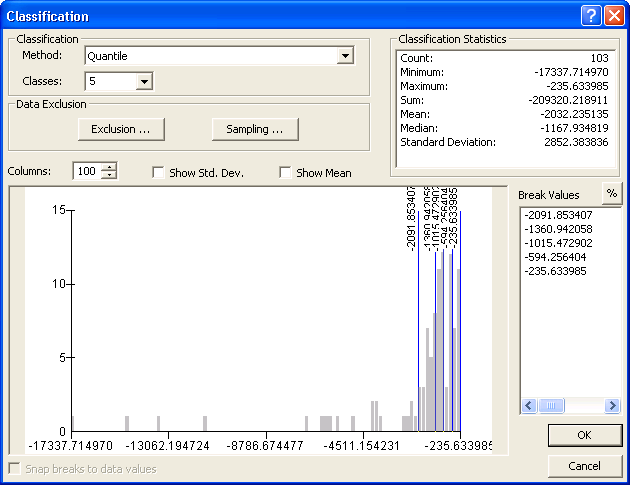 Classification
Classification
Method: Quantile
Classes: 5
Data Exclusion
Exclusion ...
Sampling ...
Classification Statistics
Count: 103
Minimum: -17337.714970
Maximum: -235.633985
Sum: -209320.218911
Mean: -2032.235135
Median: -1167.934819
Standard Deviation: 2852.383836
Columns: 100
Show Std. Dev.
Show Mean
Break Values
%
-2091.853407
-1360.942058
-1015.472902
-594.256404
-235.633985
-2091.853407
-1360.942058
-1015.472902
-594.256404
-235.633985
15
10
5
0
-17337.714970
-13062.194724
-8786.674477
-4511.154231
-235.633985
Snap breaks to data values
OK
Cancel